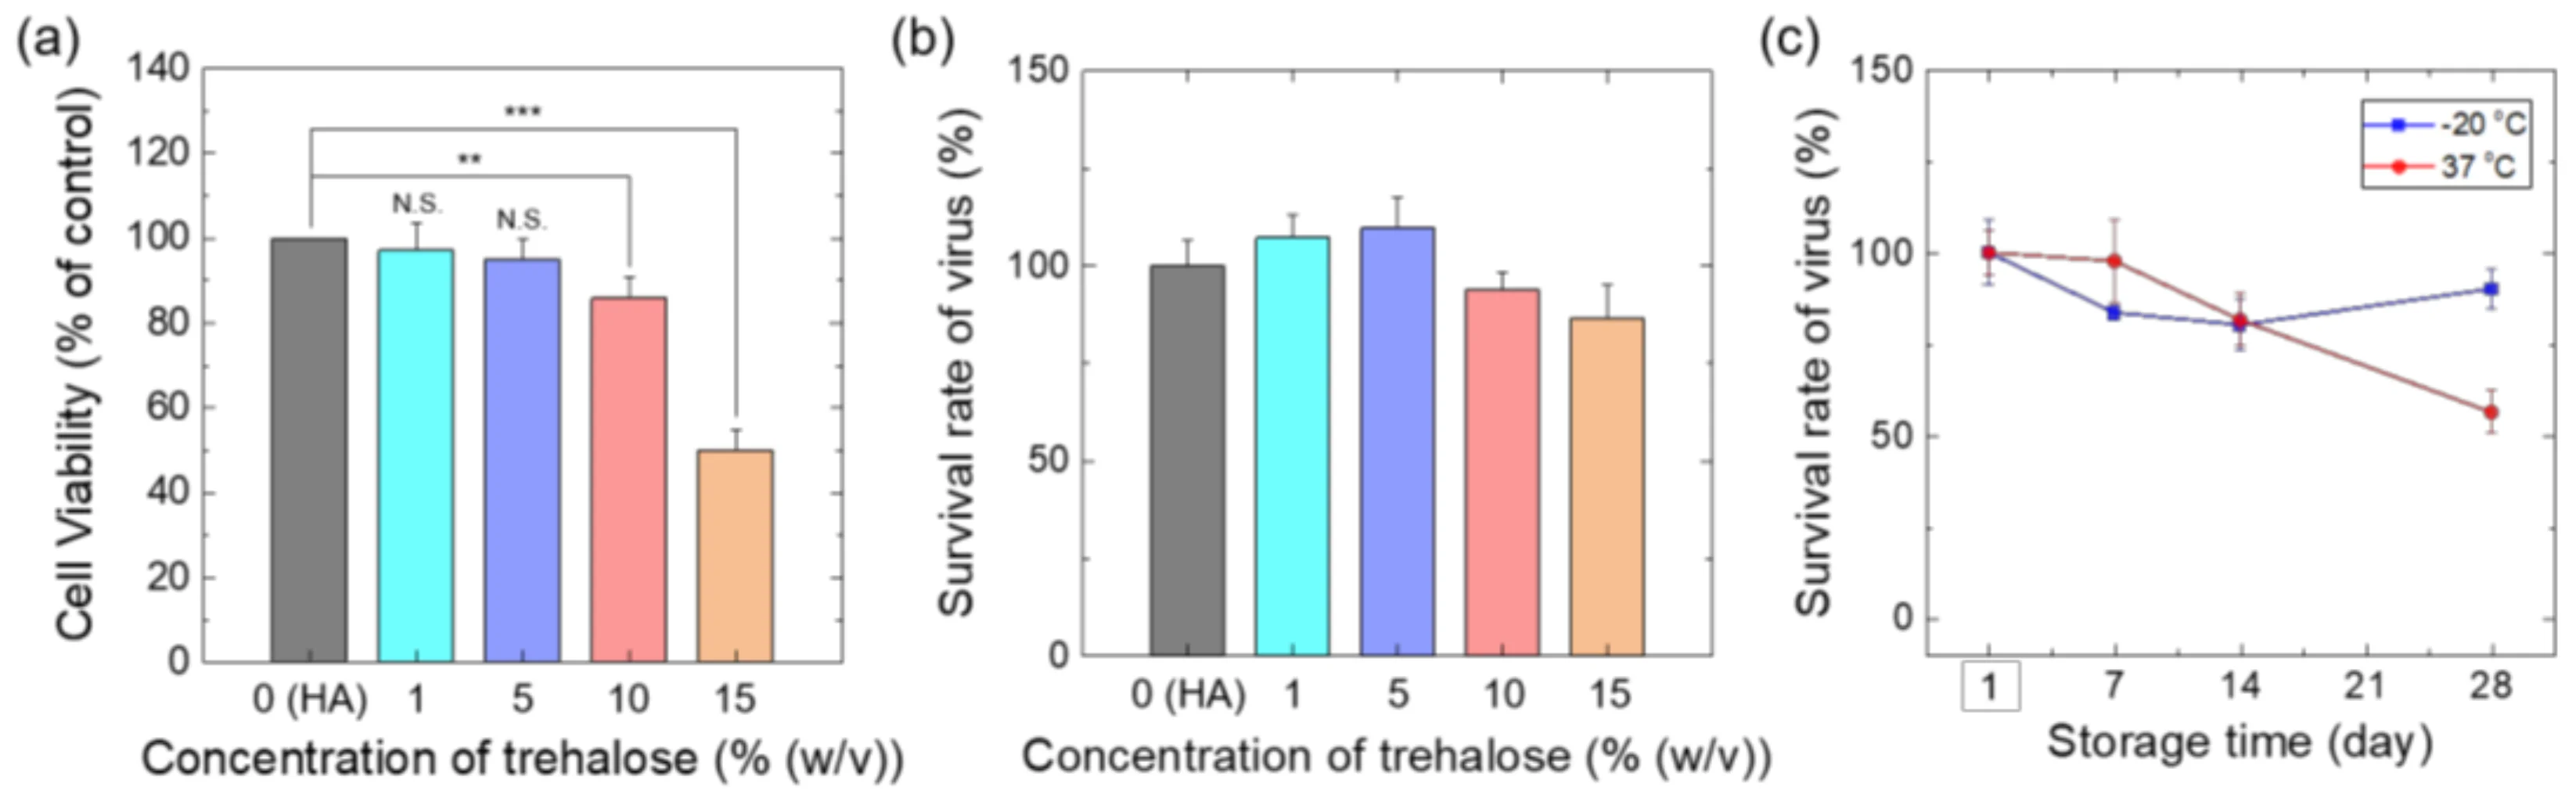 (a)
140
120
100
80
60
40
20
0
Cell Viability (% of control)
***
**
N.S.
N.S.
0 (HA) 1 5 10 15
Concentration of trehalose (% (w/v))
(b)
150
100
50
0
Survival rate of virus (%)
0 (HA) 1 5 10 15
Concentration of trehalose (% (w/v))
(c)
150
100
50
0
Survival rate of virus (%)
-20 °C
37 °C
1 7 14 21 28
Storage time (day)